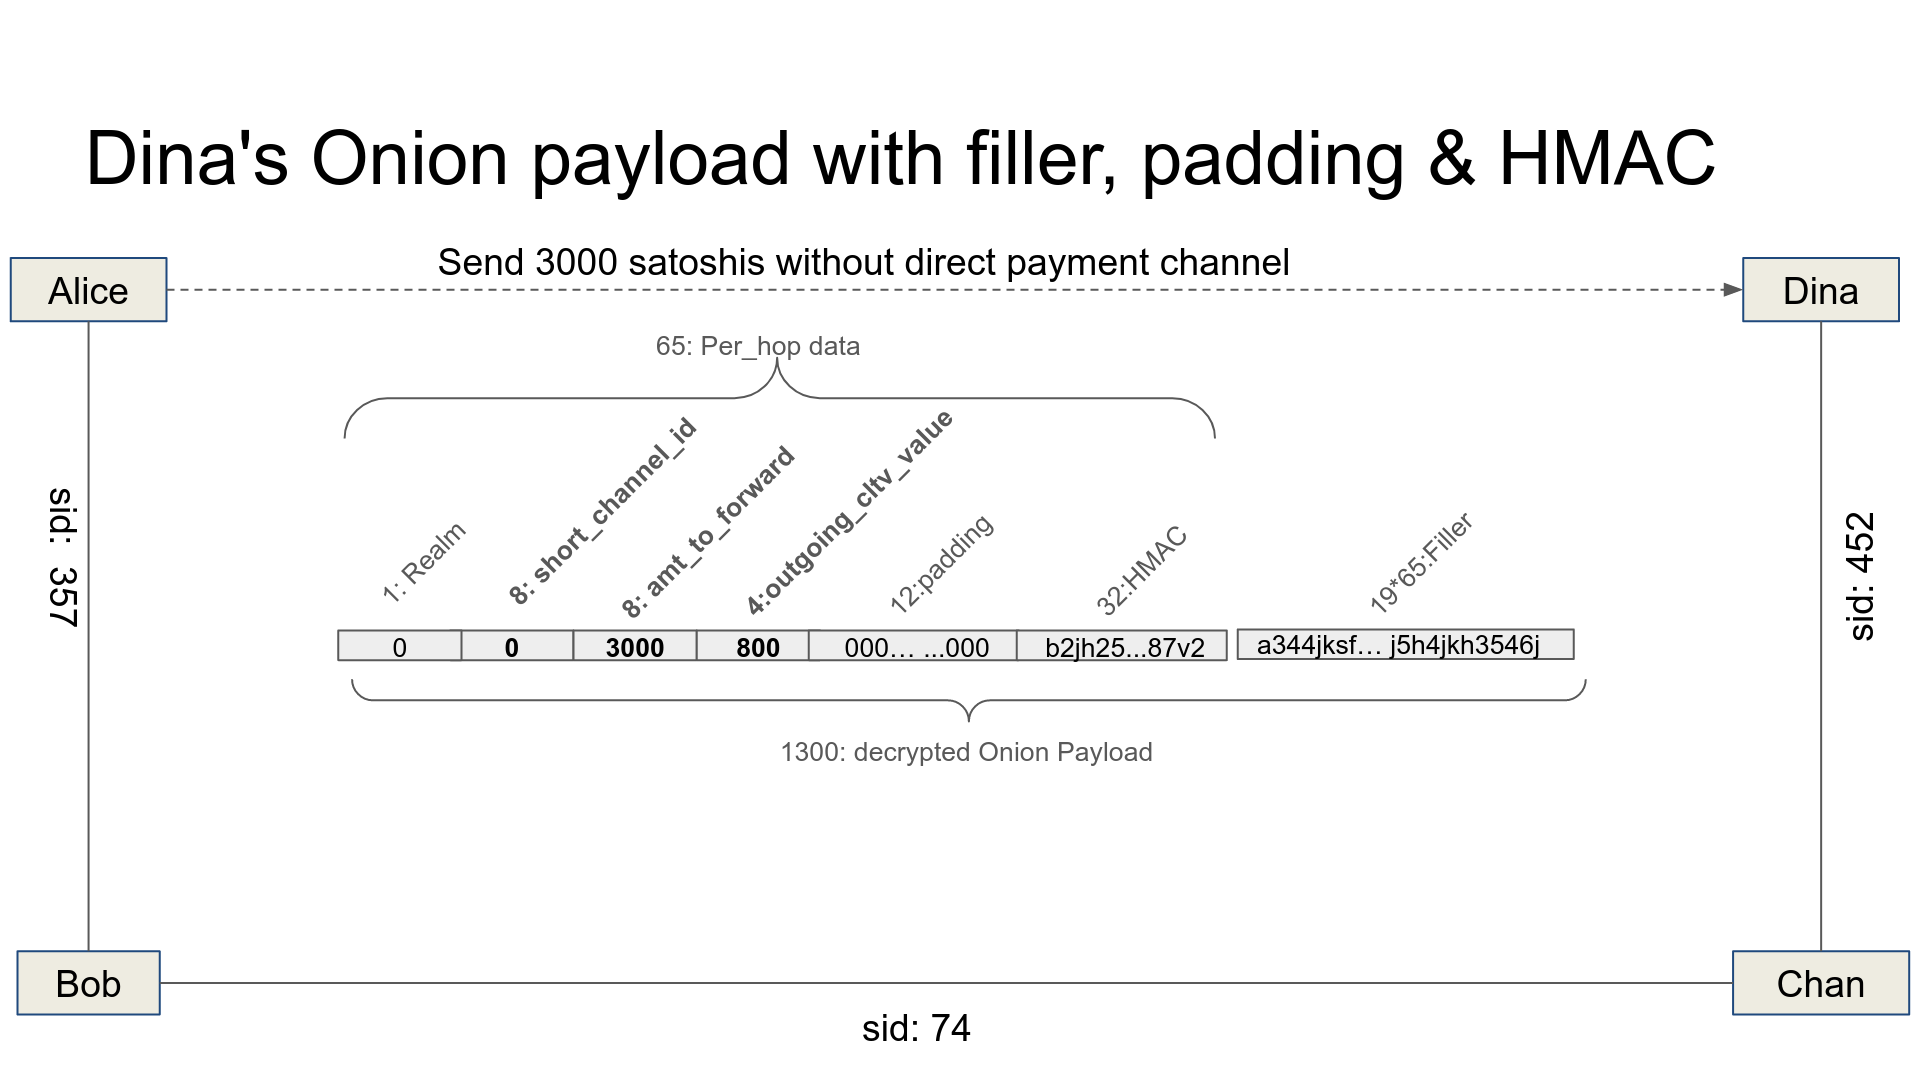 Dina's Onion payload with filler, padding & HMAC
Send 3000 satoshis without direct payment channel
Alice
Dina
65: Per_hop data
1: Realm
8: short_channel_id
8: amt_to_forward
4:outgoing_cltv_value
12:padding
32:HMAC
19*65:Filler
0
0
3000
800
000… ...000
b2jh25...87v2
a344jksf… j5h4jkh3546j
1300: decrypted Onion Payload
sid: 357
sid: 452
Bob
Chan
sid: 74